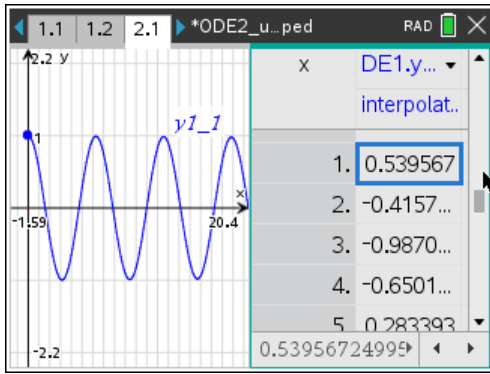 1.1 1.2 2.1 *ODE2_u...ped RAD
2.2 y
y1_1
1
x
-1.59
20.4
-2.2
x DE1.y...
interpolat..
1. 0.539567
2. -0.4157...
3. -0.9870...
4. -0.6501...
5. 0.283393
0.53956724995